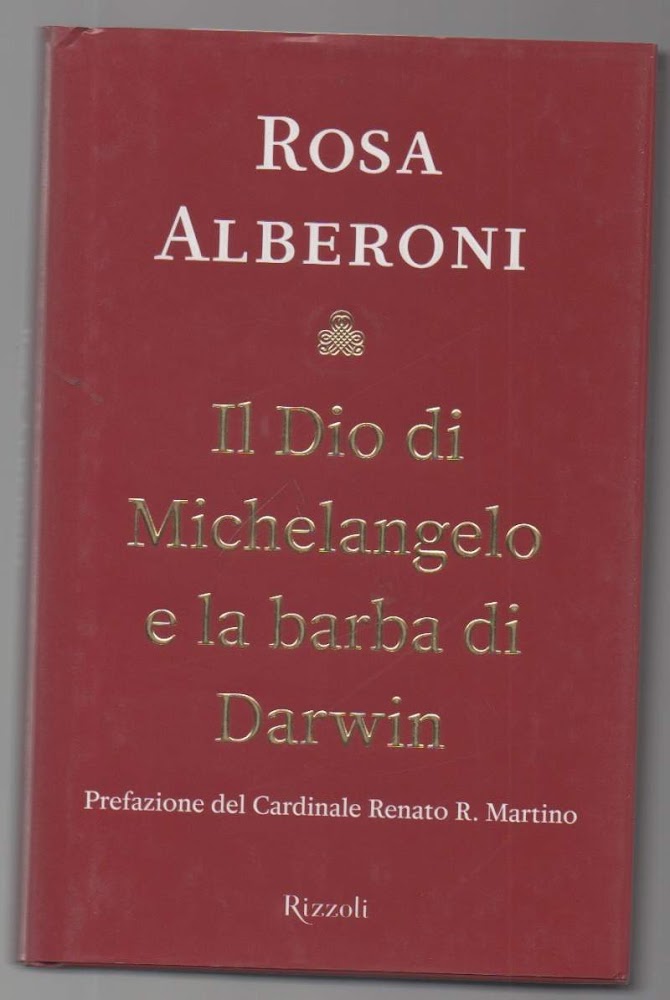 ROSA
ALBERONI
Il Dio di
Michelangelo
e la barba di
Darwin
Prefazione del Cardinale Renato R. Martino
Rizzoli